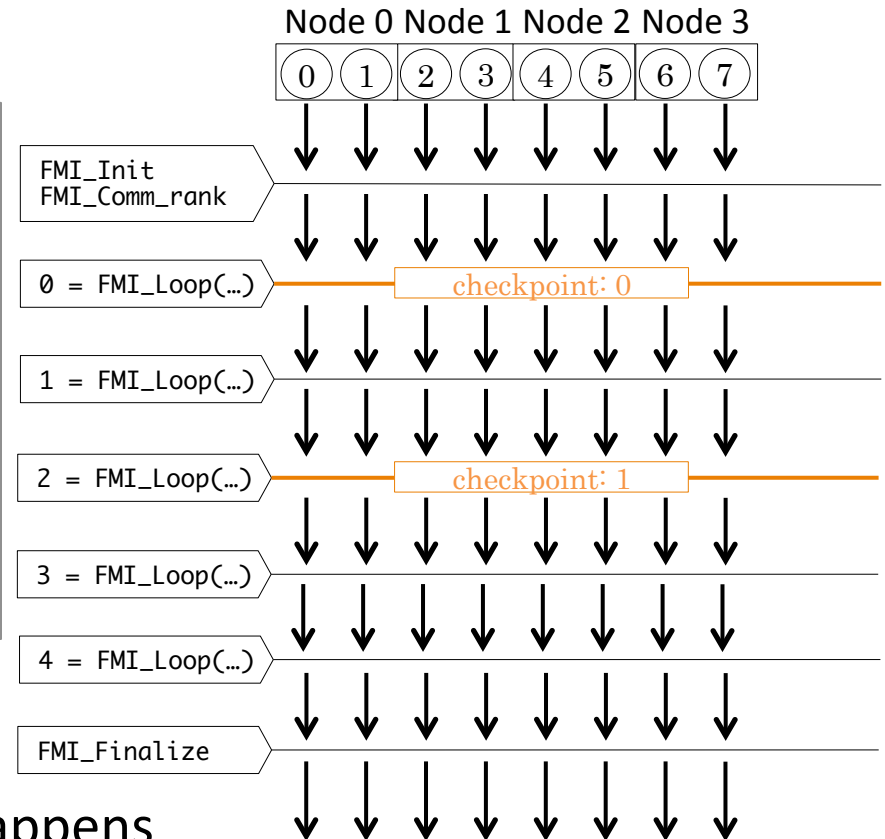 Node 0 Node 1 Node 2 Node 3
0 1 2 3 4 5 6 7
FMI_Init
FMI_Comm_rank
0 = FMI_Loop(…)
checkpoint: 0
1 = FMI_Loop(…)
2 = FMI_Loop(…)
checkpoint: 1
3 = FMI_Loop(…)
4 = FMI_Loop(…)
FMI_Finalize
appens